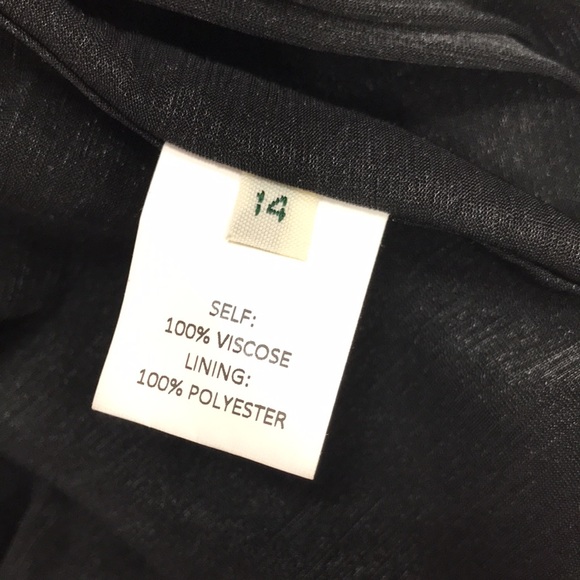 14
SELF:
100% VISCOSE
LINING:
100% POLYESTER